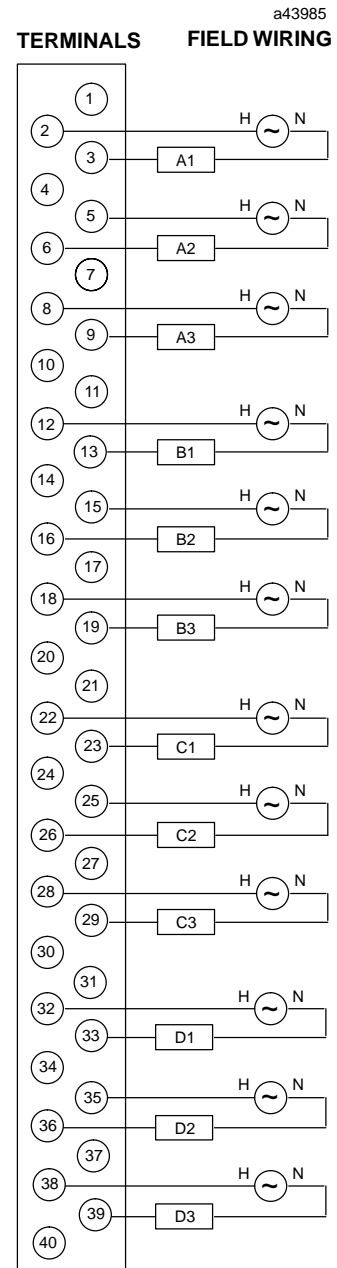 a43985
TERMINALS FIELD WIRING
1
H ~ N
2
3 A1
4
H ~ N
5
6 A2
7
H ~ N
8
9 A3
10
11
H ~ N
12
13 B1
14
H ~ N
15
16 B2
17
H ~ N
18
19 B3
20
21
H ~ N
22
23 C1
24
H ~ N
25
26 C2
27
H ~ N
28
29 C3
30
31
H ~ N
32
33 D1
34
H ~ N
35
36 D2
37
H ~ N
38
39 D3
40